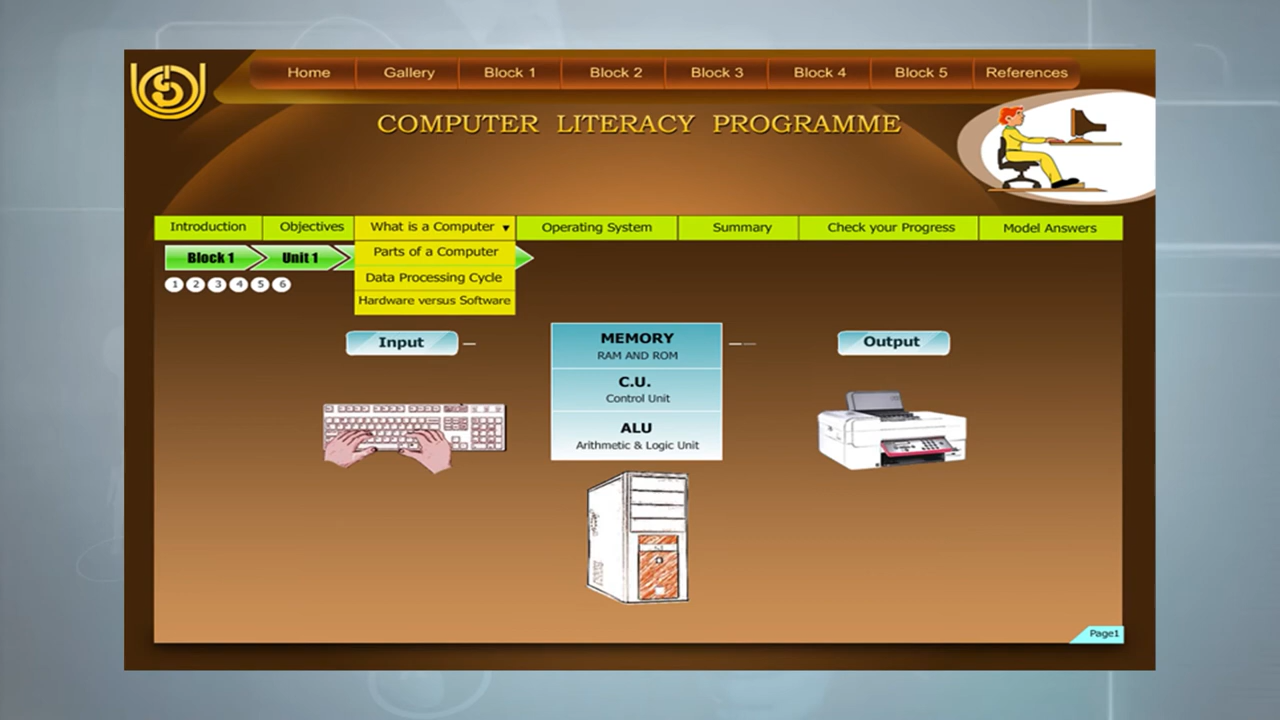 Home Gallery Block 1 Block 2 Block 3 Block 4 Block 5 References
COMPUTER LITERACY PROGRAMME
Introduction Objectives What is a Computer Operating System Summary Check your Progress Model Answers
Block 1 Unit 1 Parts of a Computer
1 2 3 4 5 6 Data Processing Cycle
Hardware versus Software
Input MEMORY Output
RAM AND ROM
C.U.
Control Unit
ALU
Arithmetic & Logic Unit
Page1